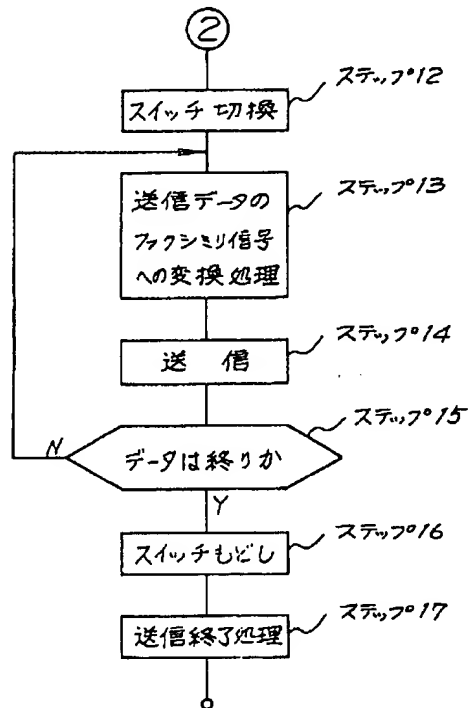 2
ステップ12
スイッチ切換
ステップ13
送信データの
ファクシミリ信号
への変換処理
ステップ14
送 信
ステップ15
N
データは終りか
Y
ステップ16
スイッチもどし
ステップ17
送信終了処理